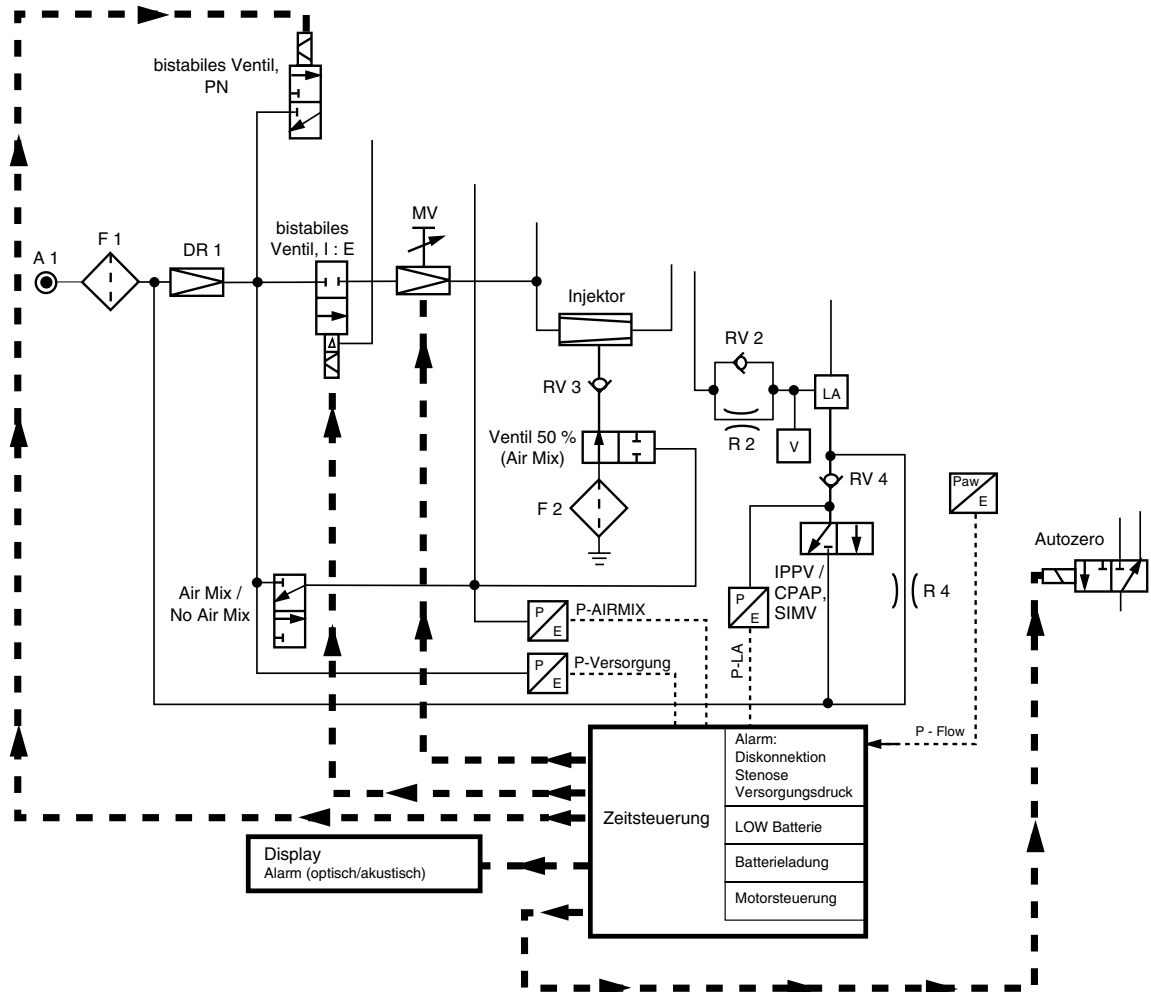 bistabiles Ventil,
PN
A 1
F 1
DR 1
bistabiles
Ventil, I : E
MV
Injektor
RV 3
Ventil 50 %
(Air Mix)
F 2
RV 2
R 2
V
LA
RV 4
Paw
E
Autozero
IPPV /
CPAP,
SIMV
R 4
Air Mix /
No Air Mix
P
E
P-AIRMIX
P
E
P-Versorgung
P
E
P-LA
P - Flow
Zeitsteuerung
Alarm:
Diskonnektion
Stenose
Versorgungsdruck
LOW Batterie
Batterieladung
Motorsteuerung
Display
Alarm (optisch/akustisch)